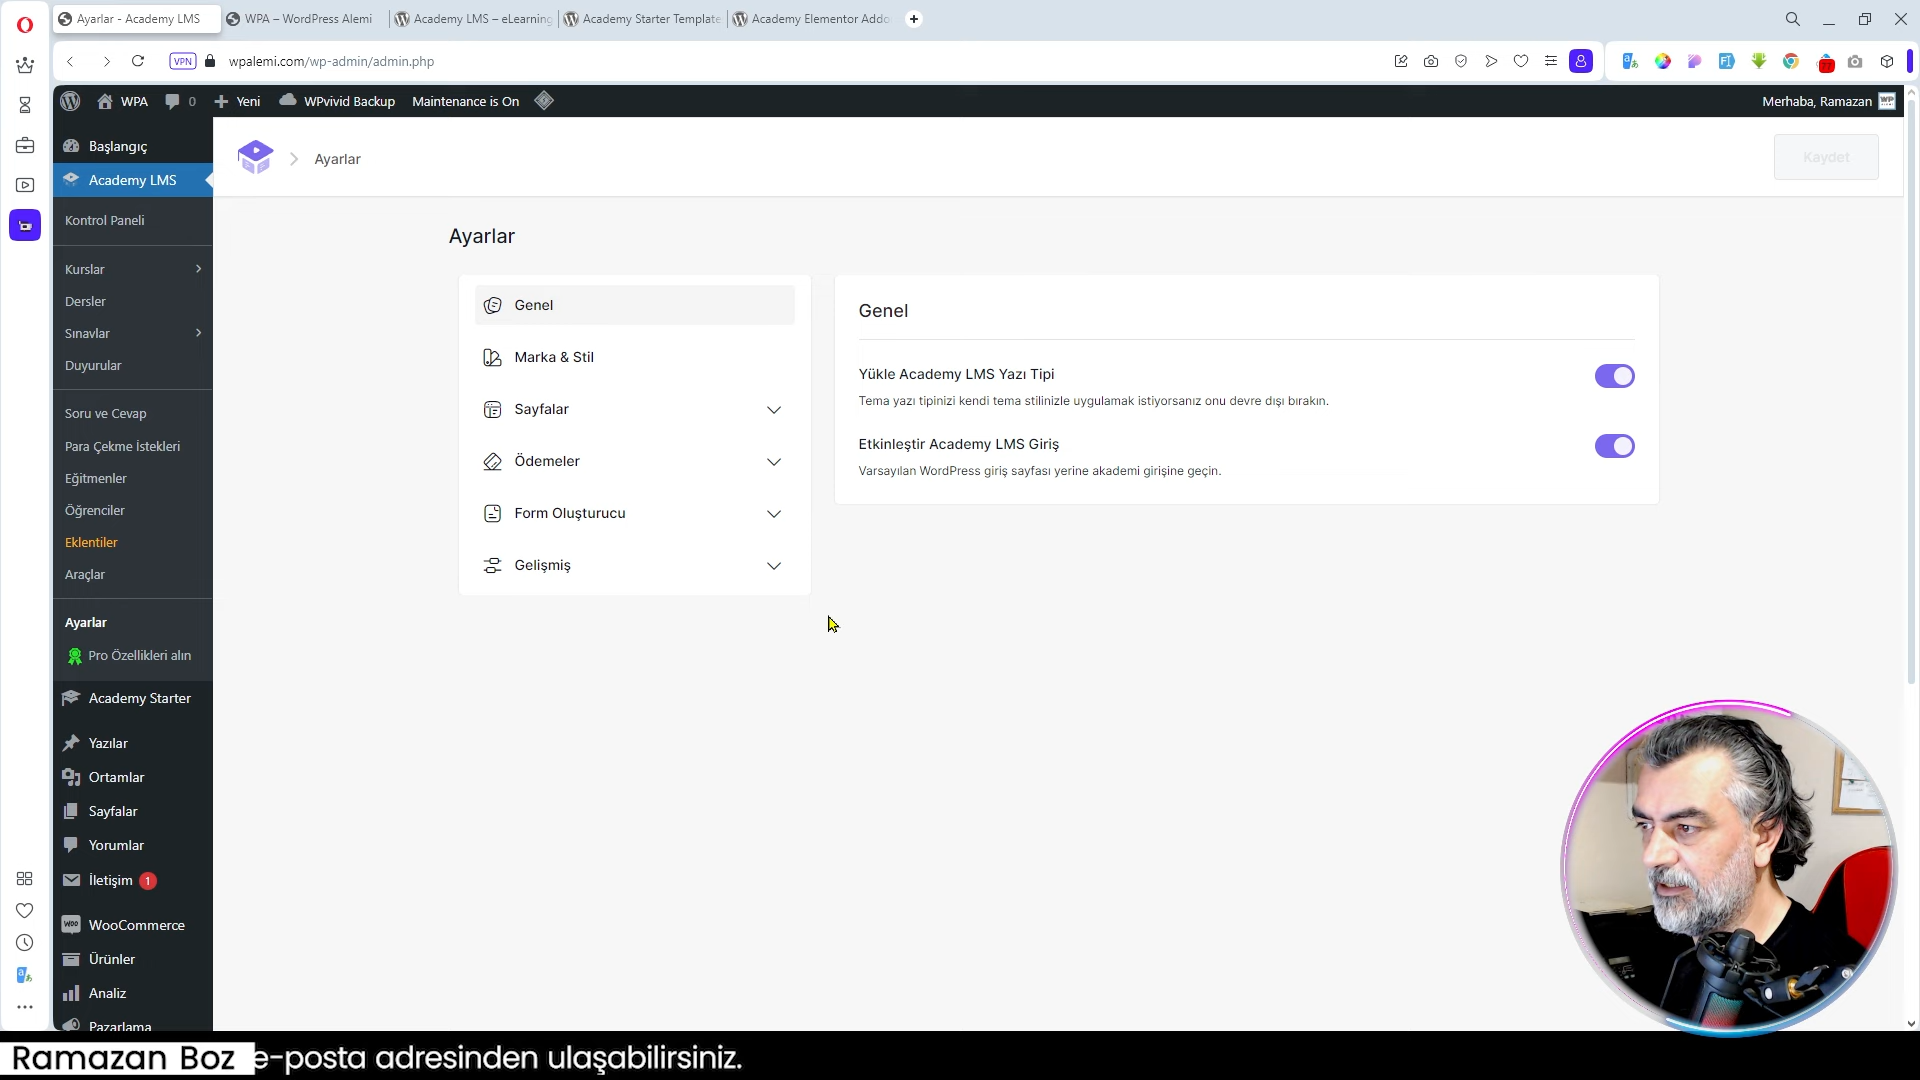 Ayarlar - Academy LMS
WPA – WordPress Alemi
Academy LMS – eLearning
Academy Starter Template
Academy Elementor Addo
VPN
wpalemi.com/wp-admin/admin.php
WPA
0
Yeni
WPvivid Backup
Maintenance is On
Merhaba, Ramazan
Başlangıç
Academy LMS
Kontrol Paneli
Kurslar
Dersler
Sınavlar
Duyurular
Soru ve Cevap
Para Çekme İstekleri
Eğitmenler
Öğrenciler
Eklentiler
Araçlar
Ayarlar
Pro Özellikleri alın
Academy Starter
Yazılar
Ortamlar
Sayfalar
Yorumlar
İletişim 1
WooCommerce
Ürünler
Analiz
Pazarlama
Ayarlar
Kaydet
Ayarlar
Genel
Marka & Stil
Sayfalar
Ödemeler
Form Oluşturucu
Gelişmiş
Genel
Yükle Academy LMS Yazı Tipi
Tema yazı tipinizi kendi tema stilinizle uygulamak istiyorsanız onu devre dışı bırakın.
Etkinleştir Academy LMS Giriş
Varsayılan WordPress giriş sayfası yerine akademi girişine geçin.
Ramazan Boz e-posta adresinden ulaşabilirsiniz.